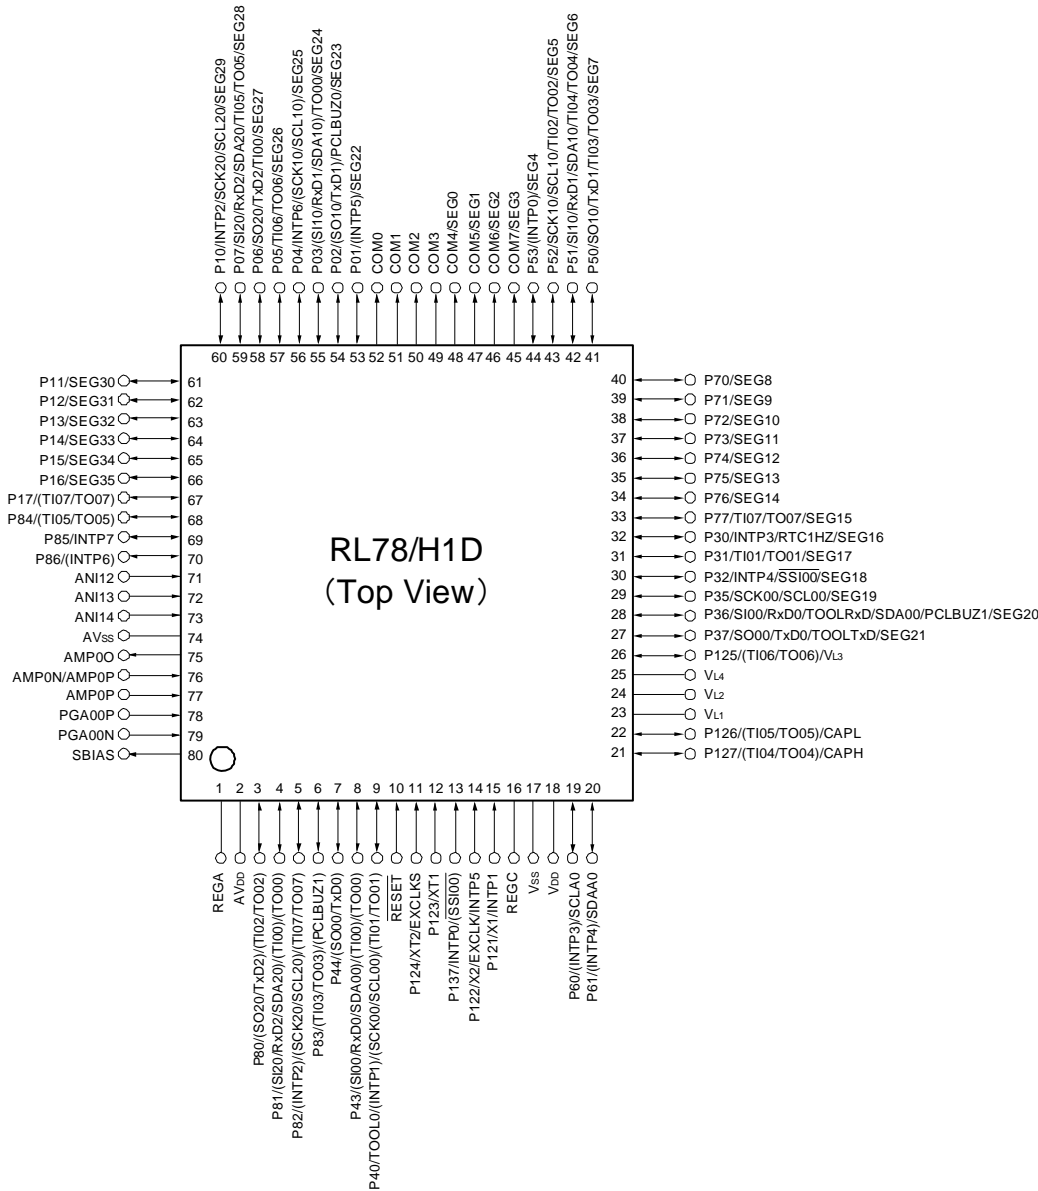 P10/INTP2/SCK20/SCL20/SEG29
P07/SI20/RxD2/SDA20/TI05/TO05/SEG28
P06/SO20/TxD2/TI00/SEG27
P05/TI06/TO06/SEG26
P04/INTP6/(SCK10/SCL10)/SEG25
P03/(SI10/RxD1/SDA10)/TO00/SEG24
P02/(SO10/TxD1)/PCLBUZ0/SEG23
P01/(INTP5)/SEG22
COM0
COM1
COM2
COM3
COM4/SEG0
COM5/SEG1
COM6/SEG2
COM7/SEG3
P53/(INTP0)/SEG4
P52/SCK10/SCL10/TI02/TO02/SEG5
P51/SI10/RxD1/SDA10/TI04/TO04/SEG6
P50/SO10/TxD1/TI03/TO03/SEG7
60 59 58 57 56 55 54 53 52 51 50 49 48 47 46 45 44 43 42 41
P11/SEG30 61
P12/SEG31 62
P13/SEG32 63
P14/SEG33 64
P15/SEG34 65
P16/SEG35 66
P17/(TI07/TO07) 67
P84/(TI05/TO05) 68
P85/INTP7 69
P86/(INTP6) 70
ANI12 71
ANI13 72
ANI14 73
AVSS 74
AMP0O 75
AMP0N/AMP0P 76
AMP0P 77
PGA00P 78
PGA00N 79
SBIAS 80
RL78/H1D
(Top View)
40 P70/SEG8
39 P71/SEG9
38 P72/SEG10
37 P73/SEG11
36 P74/SEG12
35 P75/SEG13
34 P76/SEG14
33 P77/TI07/TO07/SEG15
32 P30/INTP3/RTC1HZ/SEG16
31 P31/TI01/TO01/SEG17
30 P32/INTP4/SSI00/SEG18
29 P35/SCK00/SCL00/SEG19
28 P36/SI00/RxD0/TOOLRxD/SDA00/PCLBUZ1/SEG20
27 P37/SO00/TxD0/TOOLTxD/SEG21
26 P125/(TI06/TO06)/VL3
25 VL4
24 VL2
23 VL1
22 P126/(TI05/TO05)/CAPL
21 P127/(TI04/TO04)/CAPH
1 2 3 4 5 6 7 8 9 10 11 12 13 14 15 16 17 18 19 20
REGA
AVDD
P80/(SO20/TxD2)/(TI02/TO02)
P81/(SI20/RxD2/SDA20)/(TI00)/(TO00)
P82/(INTP2)/(SCK20/SCL20)/(TI07/TO07)
P83/(TI03/TO03)/(PCLBUZ1)
P44/(SO00/TxD0)
P43/(SI00/RxD0/SDA00)/(TI00)/(TO00)
P40/TOOL0/(INTP1)/(SCK00/SCL00)/(TI01/TO01)
RESET
P124/XT2/EXCLKS
P123/XT1
P137/INTP0/(SSI00)
P122/X2/EXCLK/INTP5
P121/X1/INTP1
REGC
VSS
VDD
P60/(INTP3)/SCLA0
P61/(INTP4)/SDAA0